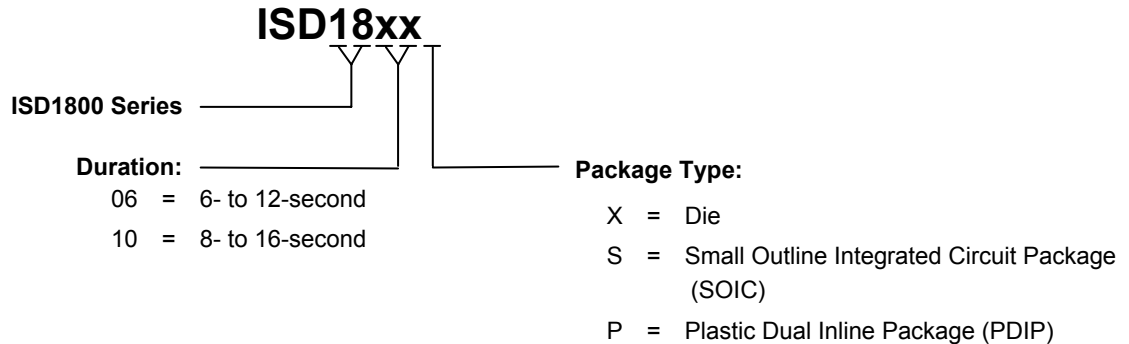 ISD18xx
ISD1800 Series
Duration:
06 = 6- to 12-second
10 = 8- to 16-second
Package Type:
X = Die
S = Small Outline Integrated Circuit Package
(SOIC)
P = Plastic Dual Inline Package (PDIP)